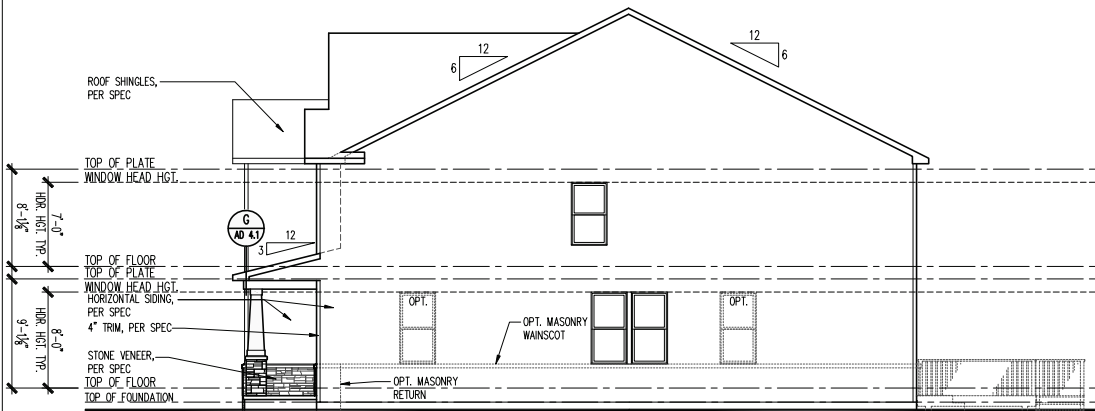 12
6
12
6
ROOF SHINGLES,
PER SPEC
TOP OF PLATE
WINDOW HEAD HGT.
8'-1⅛"
7'-0"
HDR. HGT. TYP.
G
AD 4.1
12
3
TOP OF FLOOR
TOP OF PLATE
WINDOW HEAD HGT.
HORIZONTAL SIDING,
PER SPEC
4" TRIM, PER SPEC
9'-1⅛"
8'-0"
HDR. HGT. TYP.
OPT.
OPT.
OPT. MASONRY
WAINSCOT
STONE VENEER,
PER SPEC
TOP OF FLOOR
OPT. MASONRY
RETURN
TOP OF FOUNDATION